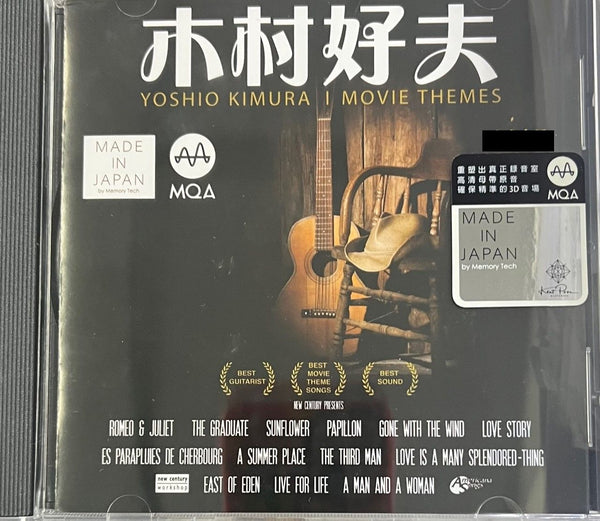 木村好夫
YOSHIO KIMURA | MOVIE THEMES
MADE
IN
JAPAN
by Memory Tech
MQA
重塑出真正錄音室
高清母帶原音
確保精準的3D音場
MQA
MADE
IN
JAPAN
by Memory Tech
BEST
GUITARIST
BEST
MOVIE
THEME
SONGS
BEST
SOUND
NEW CENTURY PRESENTS
ROMEO & JULIET THE GRADUATE SUNFLOWER PAPILLON GONE WITH THE WIND LOVE STORY
ES PARAPLUIES DE CHERBOURG A SUMMER PLACE THE THIRD MAN LOVE IS A MANY SPLENDORED-THING
new century
workshop
EAST OF EDEN LIVE FOR LIFE A MAN AND A WOMAN